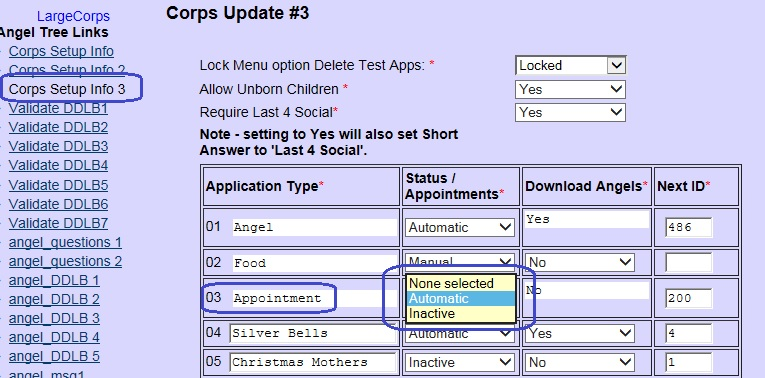 LargeCorps
Angel Tree Links
Corps Setup Info
Corps Setup Info 2
Corps Setup Info 3
Validate DDLB1
Validate DDLB2
Validate DDLB3
Validate DDLB4
Validate DDLB5
Validate DDLB6
Validate DDLB7
angel_questions 1
angel_questions 2
angel_DDLB 1
angel_DDLB 2
angel_DDLB 3
angel_DDLB 4
angel_DDLB 5
angel_msg1
Corps Update #3
Lock Menu option Delete Test Apps: * Locked
Allow Unborn Children * Yes
Require Last 4 Social* Yes
Note - setting to Yes will also set Short
Answer to 'Last 4 Social'.
Application Type* Status / Appointments* Download Angels* Next ID*
01 Angel Automatic Yes 486
02 Food Manual No
None selected
Automatic
Inactive
03 Appointment No 200
04 Silver Bells Automatic Yes 4
05 Christmas Mothers Inactive No 1